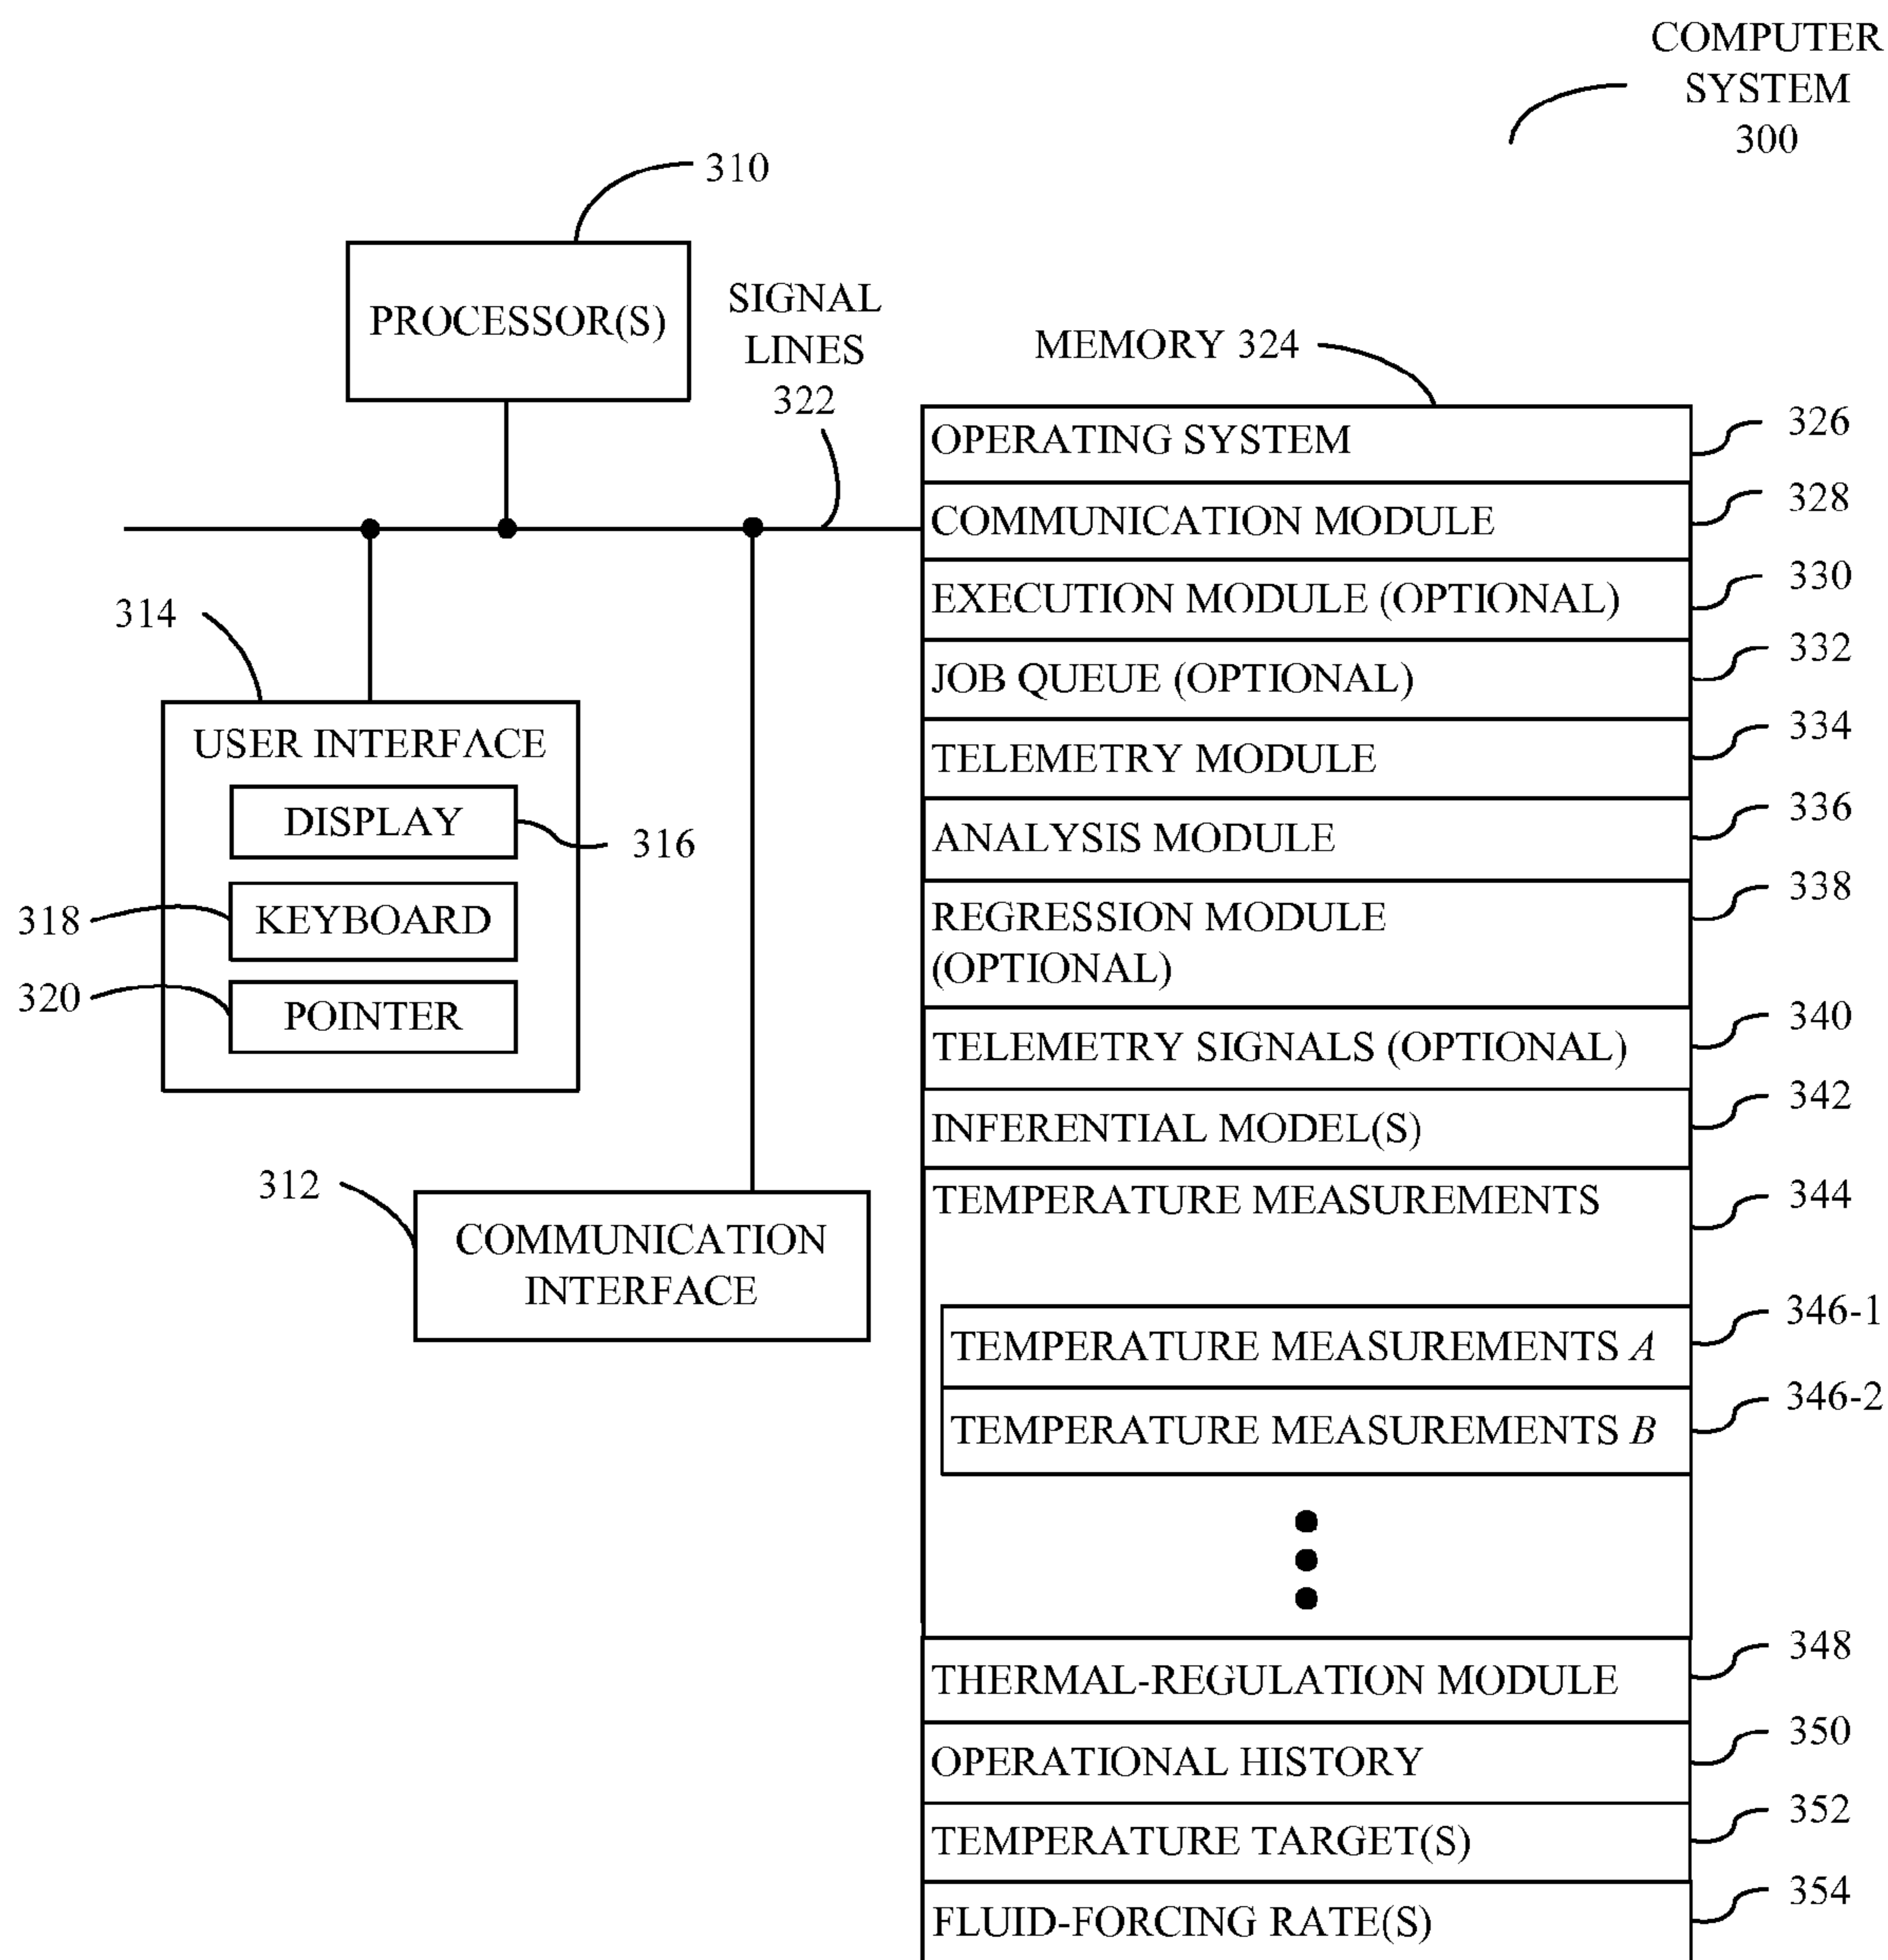 COMPUTER
SYSTEM
300
310
PROCESSOR(S)
SIGNAL
LINES
322
MEMORY 324
OPERATING SYSTEM
326
COMMUNICATION MODULE
328
EXECUTION MODULE (OPTIONAL)
330
JOB QUEUE (OPTIONAL)
332
TELEMETRY MODULE
334
ANALYSIS MODULE
336
REGRESSION MODULE
(OPTIONAL)
338
TELEMETRY SIGNALS (OPTIONAL)
340
INFERENTIAL MODEL(S)
342
TEMPERATURE MEASUREMENTS
344
TEMPERATURE MEASUREMENTS A
346-1
TEMPERATURE MEASUREMENTS B
346-2
THERMAL-REGULATION MODULE
348
OPERATIONAL HISTORY
350
TEMPERATURE TARGET(S)
352
FLUID-FORCING RATE(S)
354
314
USER INTERFACE
DISPLAY
316
318
KEYBOARD
320
POINTER
312
COMMUNICATION
INTERFACE